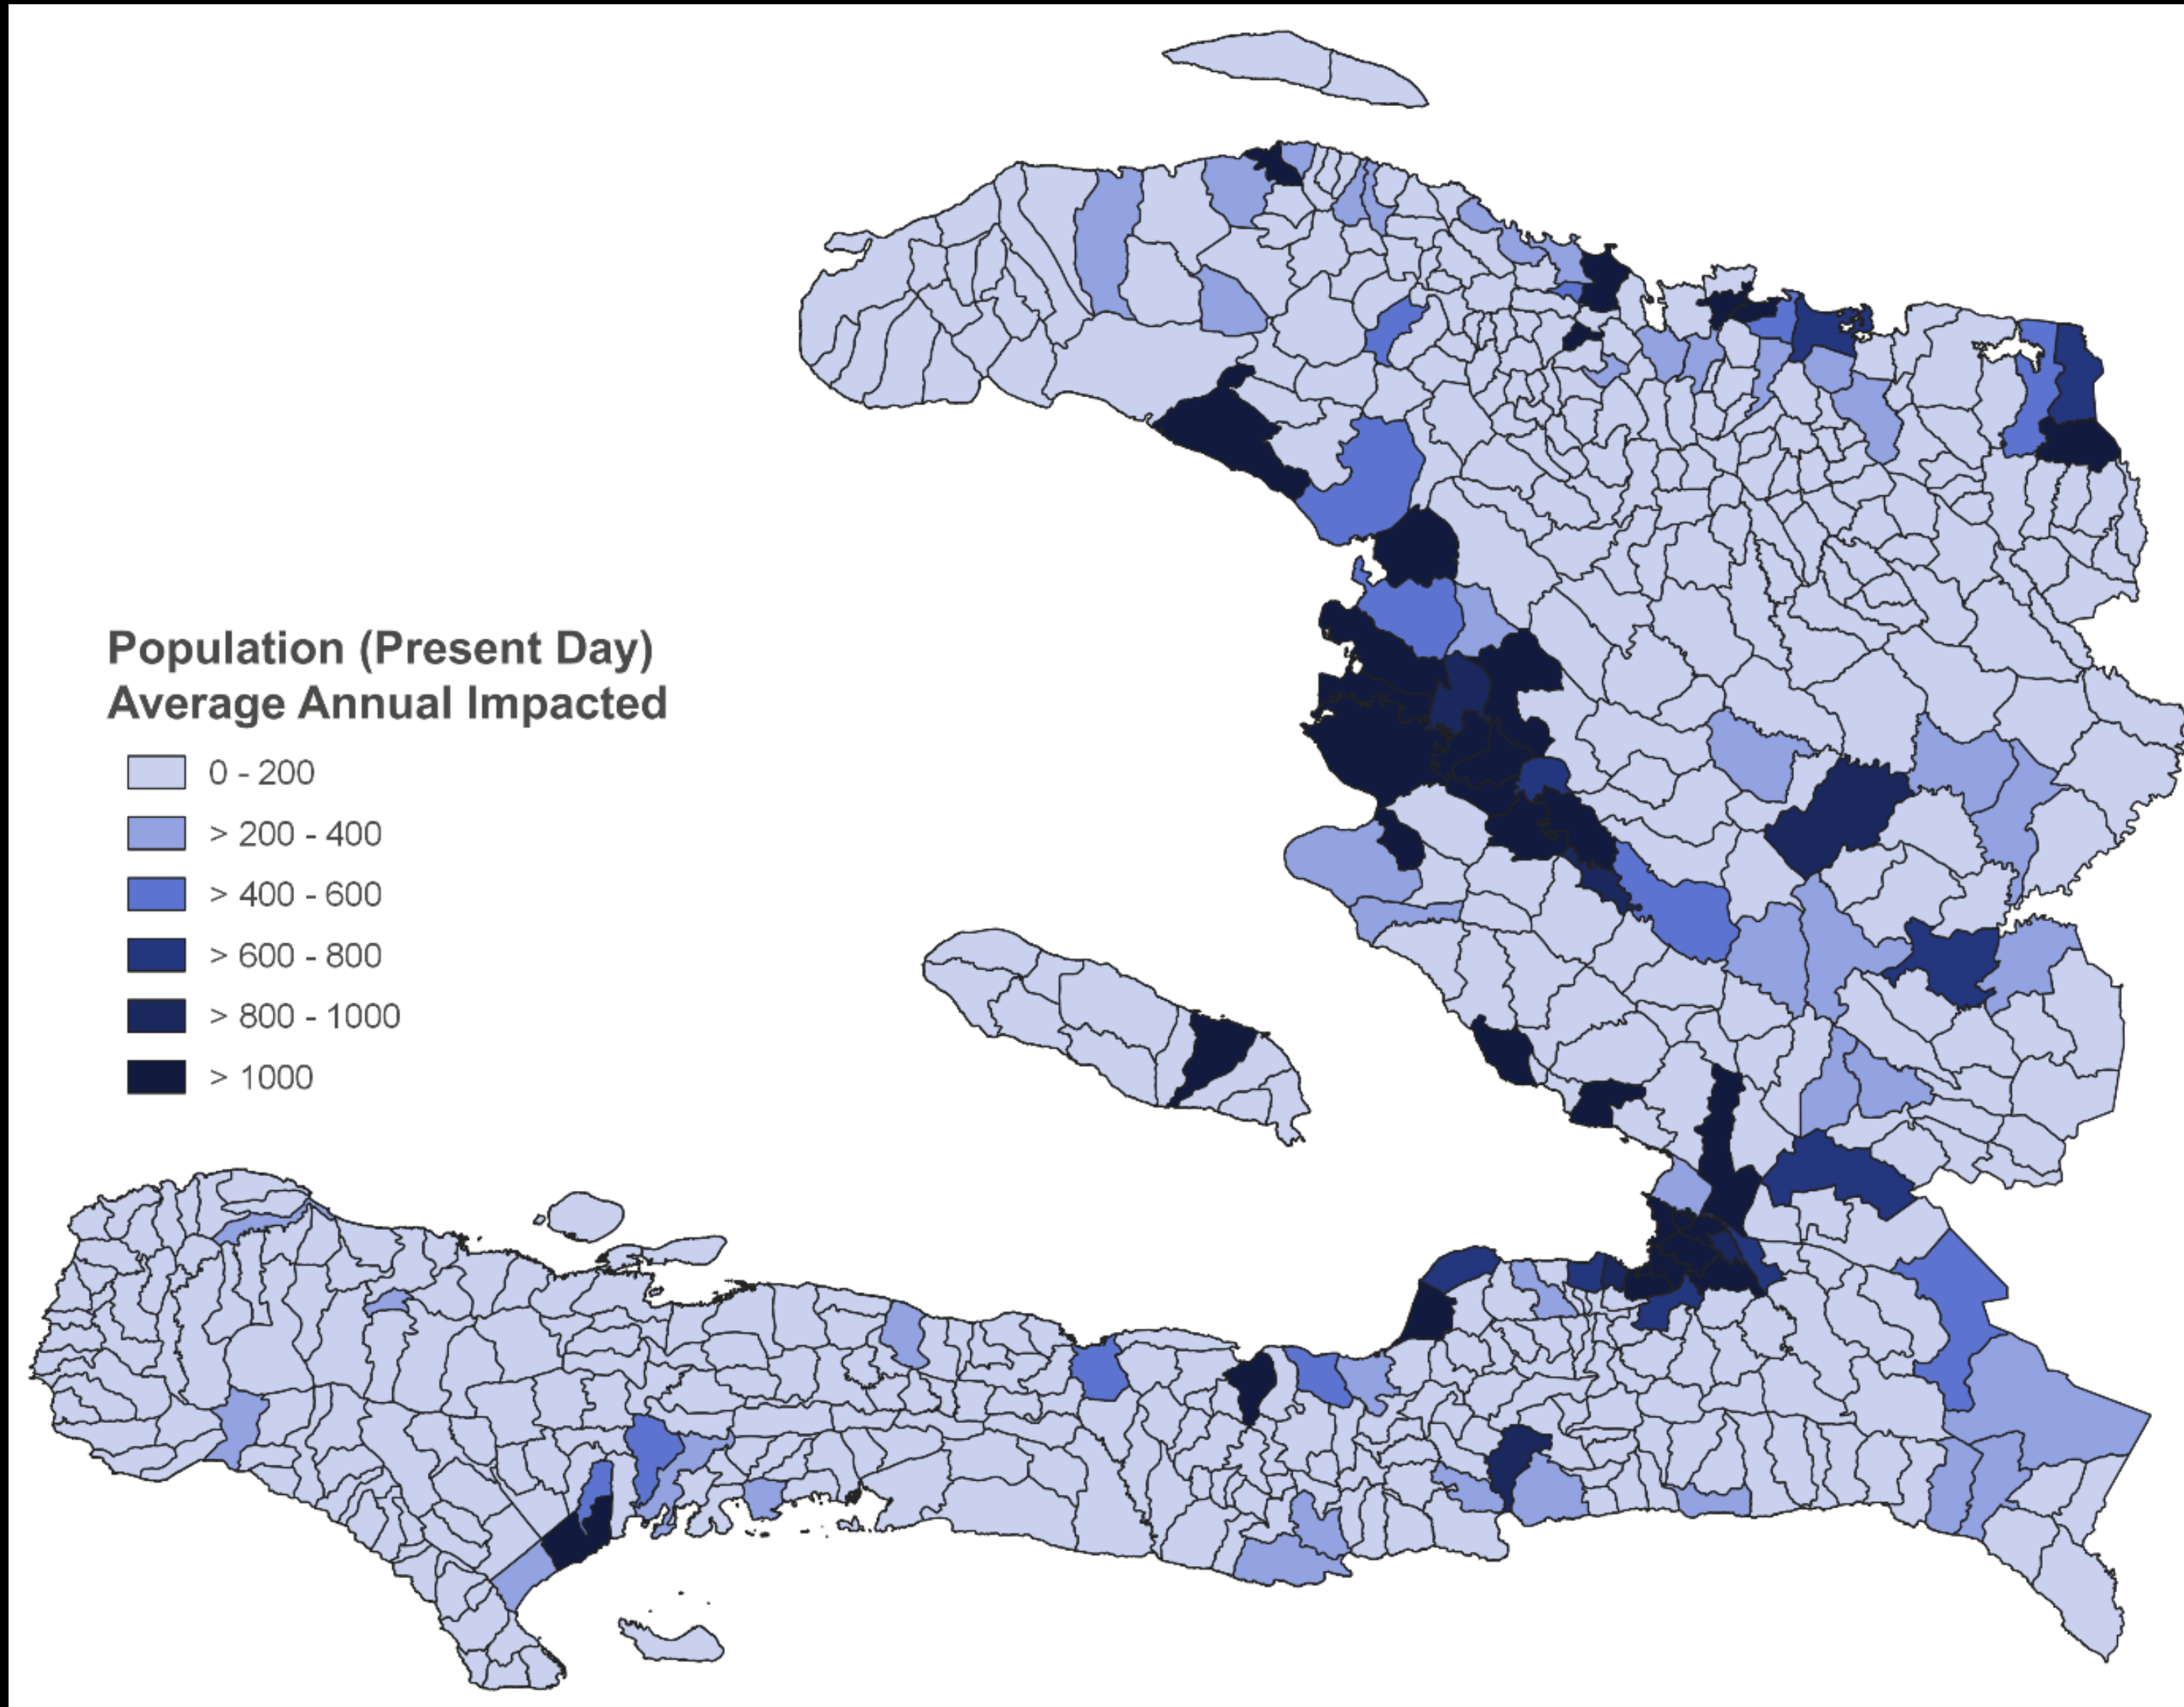 Population (Present Day)
Average Annual Impacted
0 - 200
> 200 - 400
> 400 - 600
> 600 - 800
> 800 - 1000
> 1000